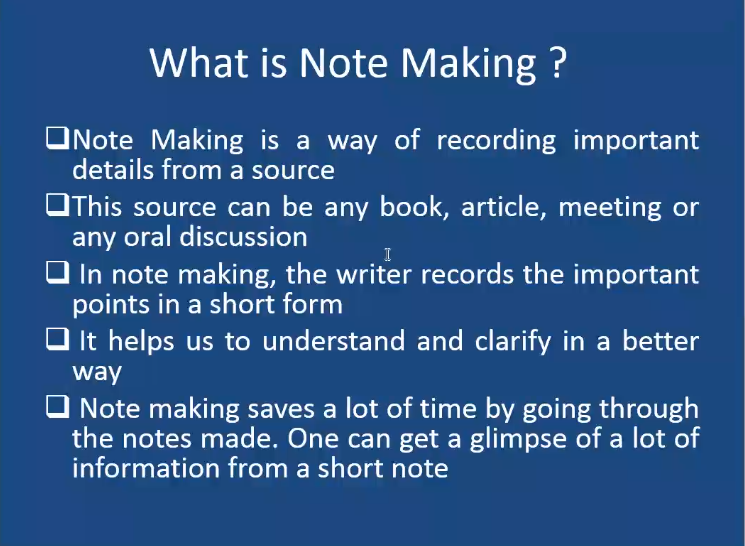 What is Note Making ?
❑Note Making is a way of recording important
details from a source
❑This source can be any book, article, meeting or
any oral discussion
❑ In note making, the writer records the important
points in a short form
❑ It helps us to understand and clarify in a better
way
❑ Note making saves a lot of time by going through
the notes made. One can get a glimpse of a lot of
information from a short note